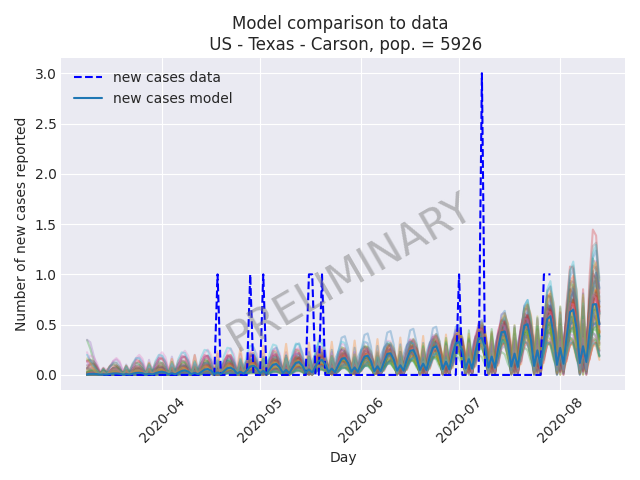 Model comparison to data
US - Texas - Carson, pop. = 5926
new cases data
new cases model
Number of new cases reported
3.0
2.5
2.0
1.5
1.0
0.5
0.0
PRELIMINARY
2020-04
2020-05
2020-06
2020-07
2020-08
Day